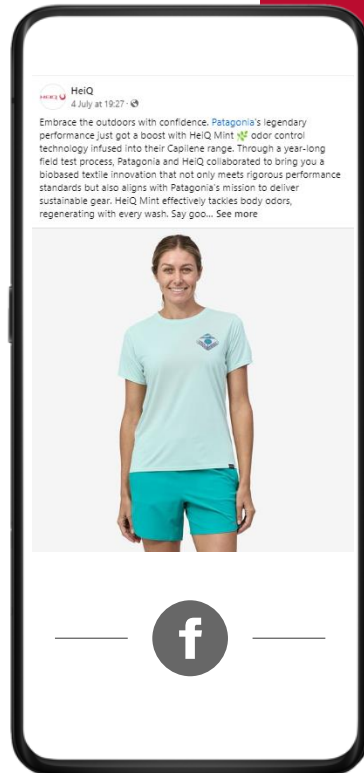 HeiQ
HeiQ
4 July at 19:27 ·
Embrace the outdoors with confidence. Patagonia's legendary
performance just got a boost with HeiQ Mint 🌿 odor control
technology infused into their Capilene range. Through a year-long
field test process, Patagonia and HeiQ collaborated to bring you a
biobased textile innovation that not only meets rigorous performance
standards but also aligns with Patagonia's mission to deliver
sustainable gear. HeiQ Mint effectively tackles body odors,
regenerating with every wash. Say goo... See more
f